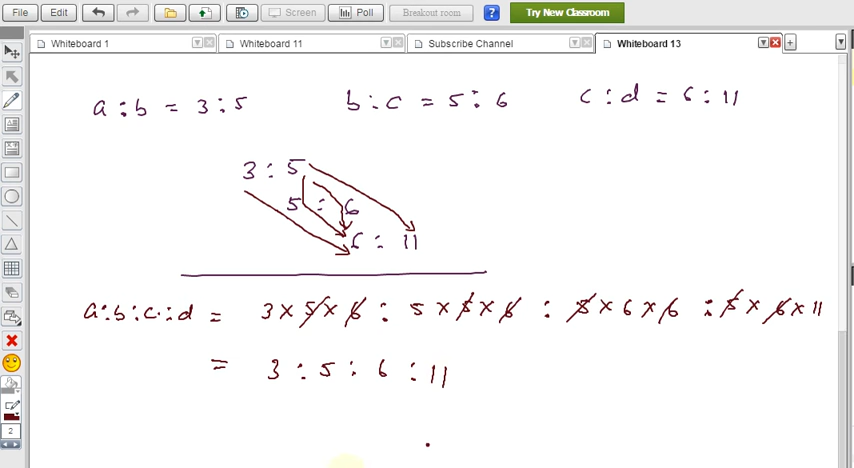 File Edit Screen Poll Breakout room ? Try New Classroom
Whiteboard 1 Whiteboard 11 Subscribe Channel Whiteboard 13
a : b = 3 : 5 b : c = 5 : 6 c : d = 6 : 11
3 : 5
5 : 6
6 : 11
a : b : c : d = 3 × 5 × 6 : 5 × 5 × 6 : 5 × 6 × 6 : 5 × 6 × 11
= 3 : 5 : 6 : 11
2